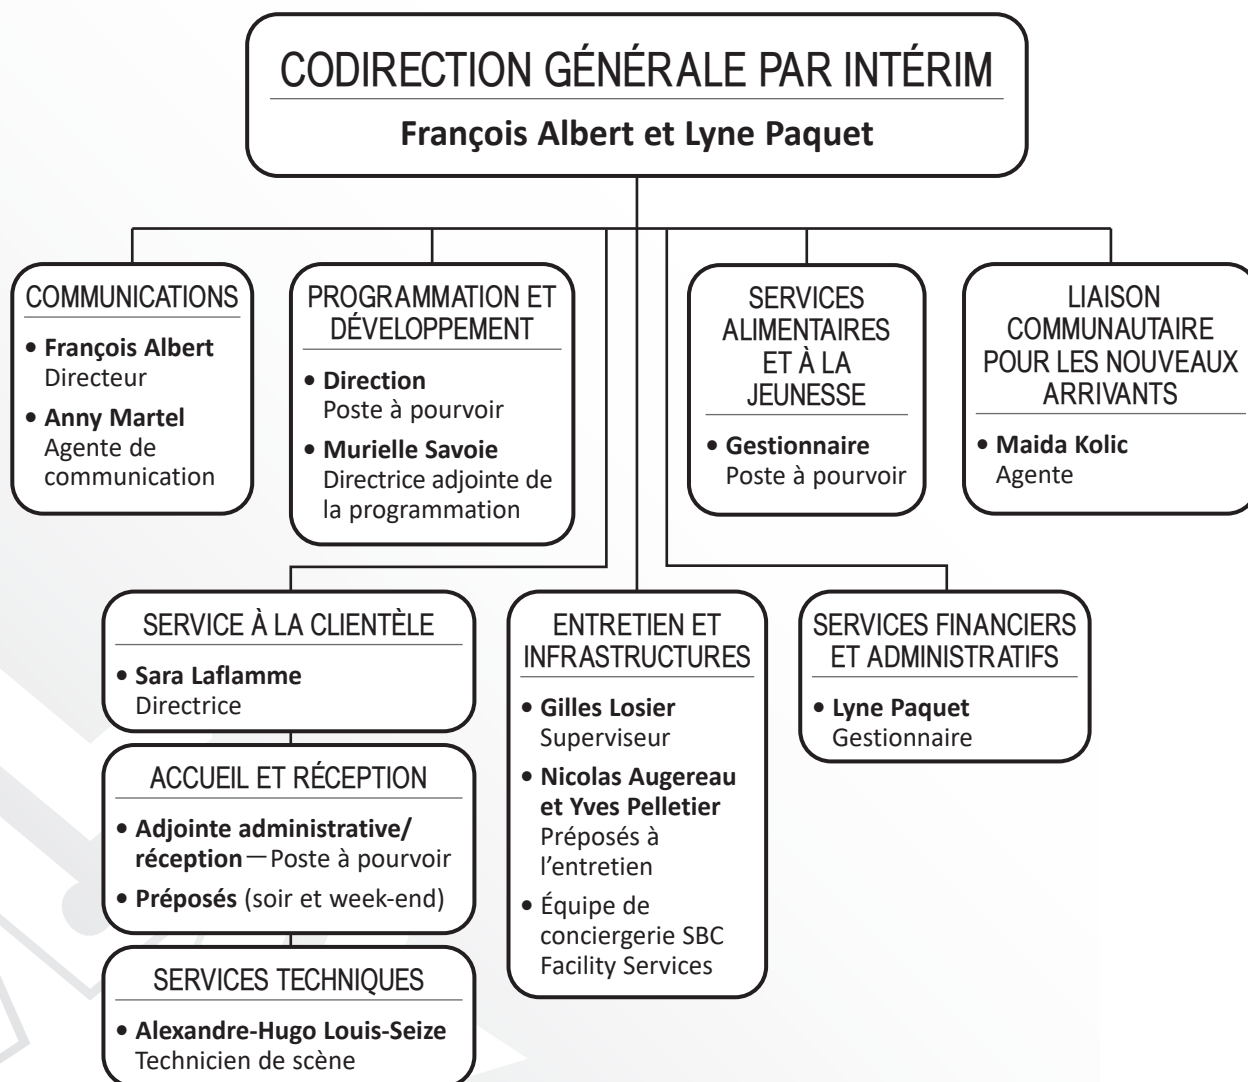 CODIRECTION GÉNÉRALE PAR INTÉRIM
François Albert et Lyne Paquet
COMMUNICATIONS
• François Albert
Directeur
• Anny Martel
Agente de
communication
PROGRAMMATION ET
DÉVELOPPEMENT
• Direction
Poste à pourvoir
• Murielle Savoie
Directrice adjointe de
la programmation
SERVICES
ALIMENTAIRES
ET À LA
JEUNESSE
• Gestionnaire
Poste à pourvoir
LIAISON
COMMUNAUTAIRE
POUR LES NOUVEAUX
ARRIVANTS
• Maida Kolic
Agente
SERVICE À LA CLIENTÈLE
• Sara Laflamme
Directrice
ACCUEIL ET RÉCEPTION
• Adjointe administrative/
réception — Poste à pourvoir
• Préposés (soir et week-end)
SERVICES TECHNIQUES
• Alexandre-Hugo Louis-Seize
Technicien de scène
ENTRETIEN ET
INFRASTRUCTURES
• Gilles Losier
Superviseur
• Nicolas Augereau
et Yves Pelletier
Préposés à
l’entretien
• Équipe de
conciergerie SBC
Facility Services
SERVICES FINANCIERS
ET ADMINISTRATIFS
• Lyne Paquet
Gestionnaire